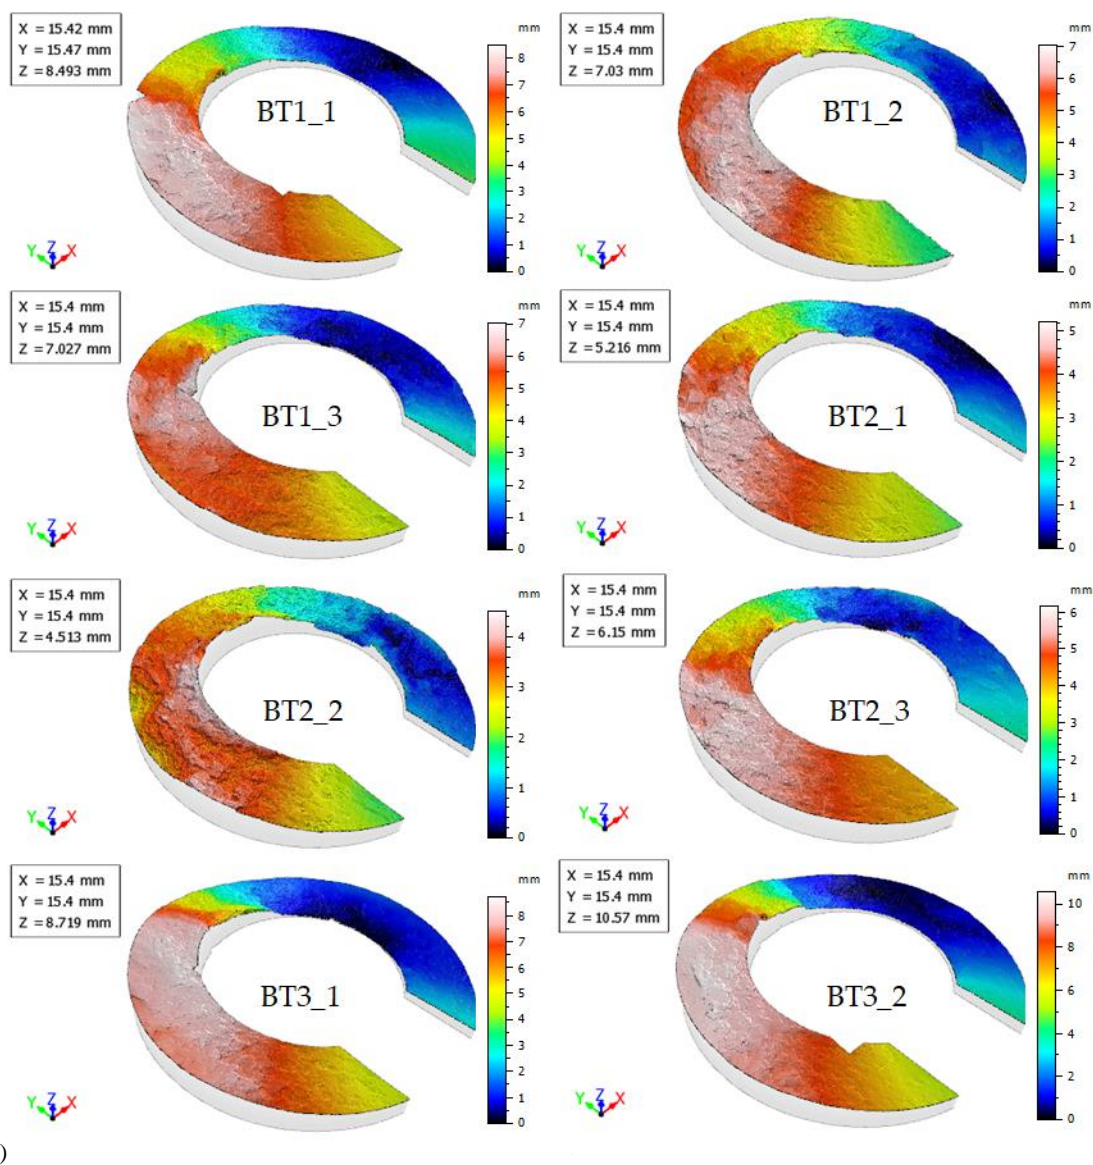 X = 15.42 mm
Y = 15.47 mm
Z = 8.493 mm
BT1_1
mm
8
7
6
5
4
3
2
1
0
Y Z X
X = 15.4 mm
Y = 15.4 mm
Z = 7.03 mm
BT1_2
mm
7
6
5
4
3
2
1
0
Y Z X
X = 15.4 mm
Y = 15.4 mm
Z = 7.027 mm
BT1_3
mm
7
6
5
4
3
2
1
0
Y Z X
X = 15.4 mm
Y = 15.4 mm
Z = 5.216 mm
BT2_1
mm
5
4
3
2
1
0
Y Z X
X = 15.4 mm
Y = 15.4 mm
Z = 4.513 mm
BT2_2
mm
4
3
2
1
0
Y Z X
X = 15.4 mm
Y = 15.4 mm
Z = 6.15 mm
BT2_3
mm
6
5
4
3
2
1
0
Y Z X
X = 15.4 mm
Y = 15.4 mm
Z = 8.719 mm
BT3_1
mm
8
7
6
5
4
3
2
1
0
Y Z X
X = 15.4 mm
Y = 15.4 mm
Z = 10.57 mm
BT3_2
mm
10
8
6
4
2
0
Y Z X
)